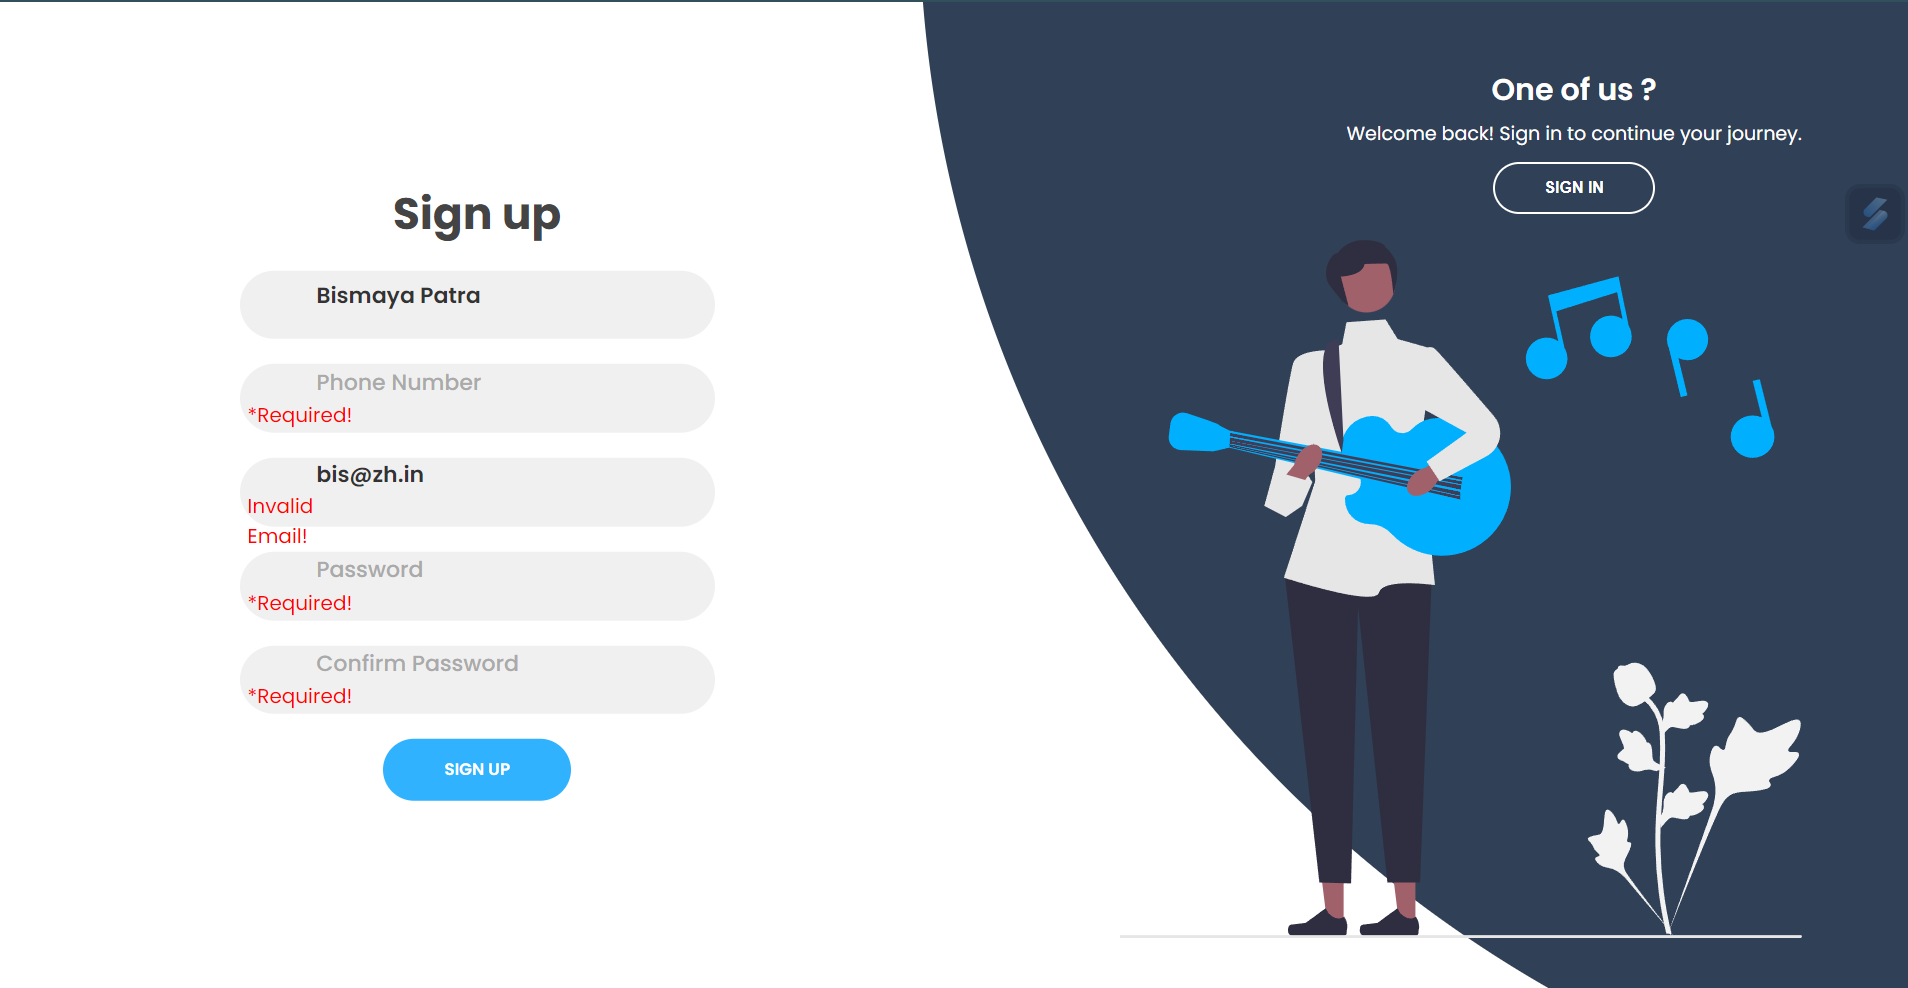 One of us ?
Welcome back! Sign in to continue your journey.
SIGN IN
Sign up
Bismaya Patra
Phone Number
*Required!
bis@zh.in
Invalid
Email!
Password
*Required!
Confirm Password
*Required!
SIGN UP